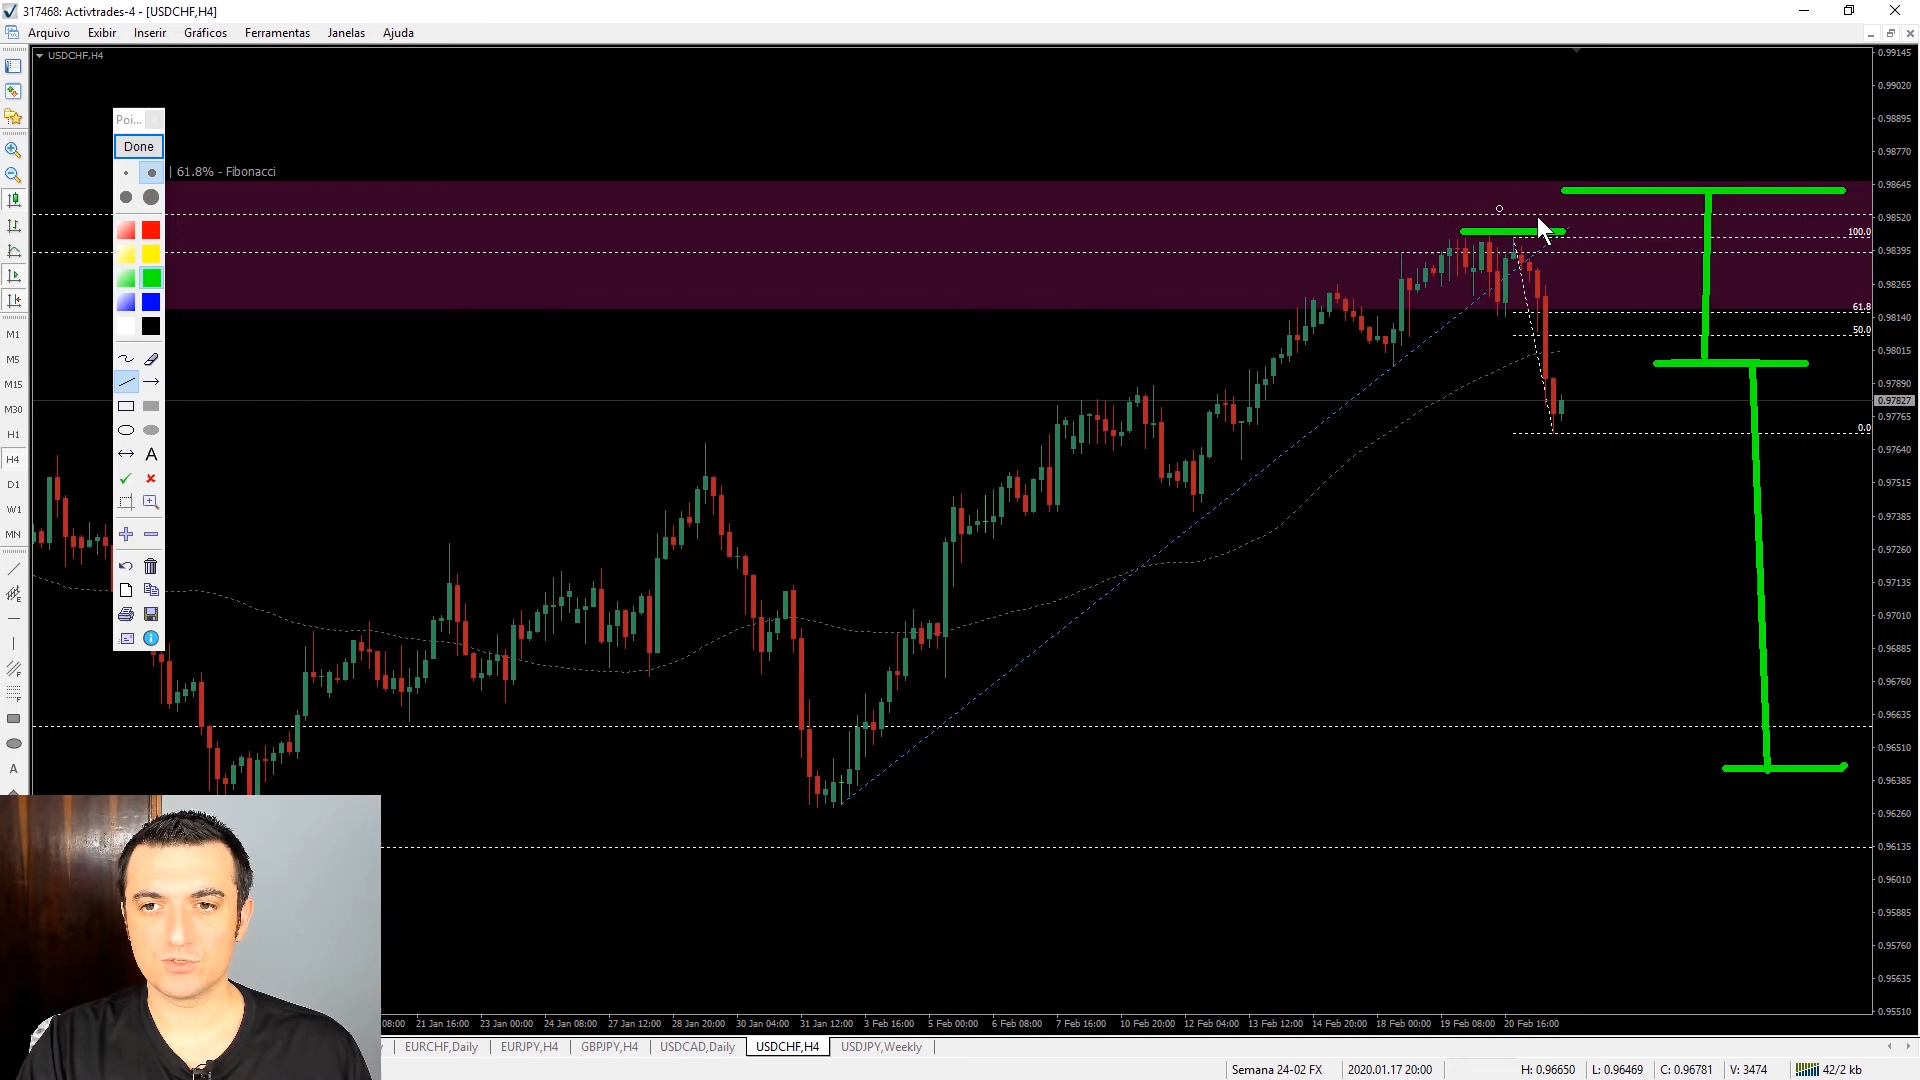 317468: Activtrades-4 - [USDCHF,H4]
Arquivo Exibir Inserir Gráficos Ferramentas Janelas Ajuda
USDCHF,H4
Poi...
Done
| 61.8% - Fibonacci
A
M1
M5
M15
M30
H1
H4
D1
W1
MN
A
100.0
61.8
50.0
0.0
0.99145
0.99020
0.98895
0.98770
0.98645
0.98520
0.98395
0.98265
0.98140
0.98015
0.97890
0.97827
0.97765
0.97640
0.97515
0.97385
0.97260
0.97135
0.97010
0.96885
0.96760
0.96635
0.96510
0.96385
0.96260
0.96135
0.96010
0.95885
0.95760
0.95635
0.95510
08:00 21 Jan 16:00 23 Jan 00:00 24 Jan 08:00 27 Jan 12:00 28 Jan 20:00 30 Jan 04:00 31 Jan 12:00 3 Feb 16:00 5 Feb 00:00 6 Feb 08:00 7 Feb 16:00 10 Feb 20:00 12 Feb 04:00 13 Feb 12:00 14 Feb 20:00 18 Feb 00:00 19 Feb 08:00 20 Feb 16:00
EURCHF,Daily EURJPY,H4 GBPJPY,H4 USDCAD,Daily USDCHF,H4 USDJPY,Weekly
Semana 24-02 FX 2020.01.17 20:00 H: 0.96650 L: 0.96469 C: 0.96781 V: 3474 42/2 kb